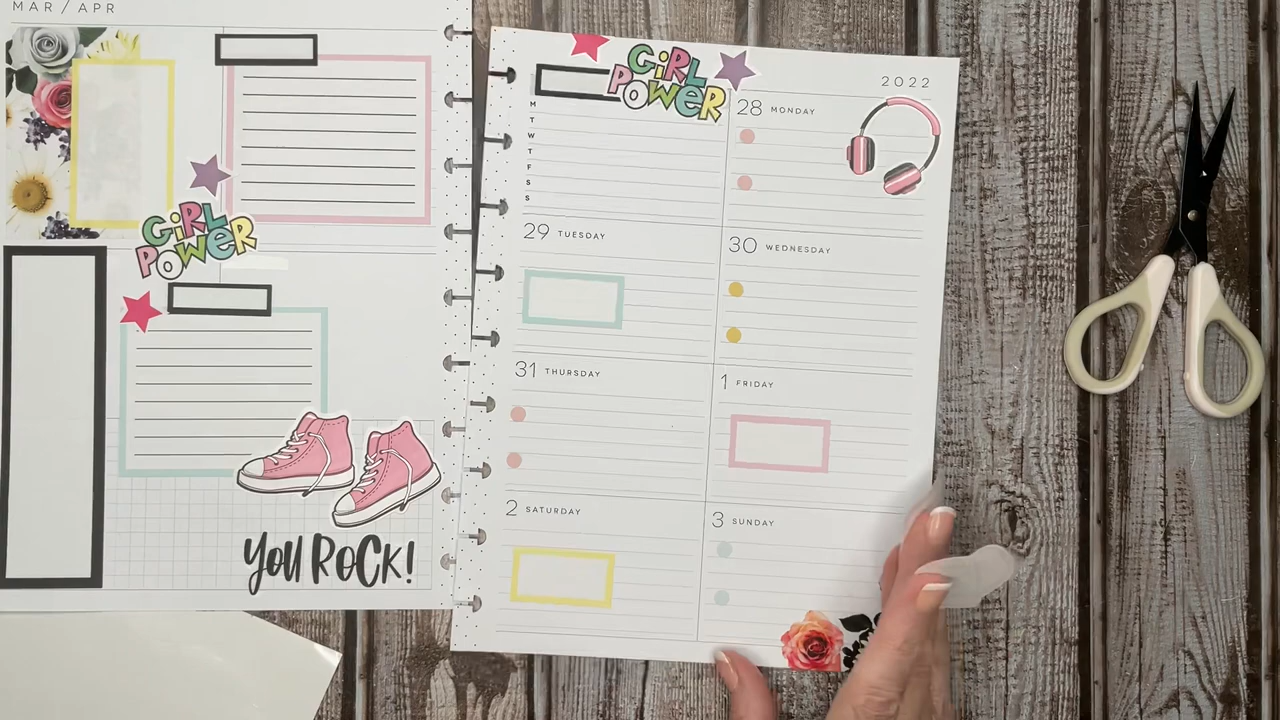 MAR / APR
GiRL
POWeR
YOU ROCK!
GiRL
POWeR
2022
M
T
W
T
F
S
S
28 MONDAY
29 TUESDAY
30 WEDNESDAY
31 THURSDAY
1 FRIDAY
2 SATURDAY
3 SUNDAY